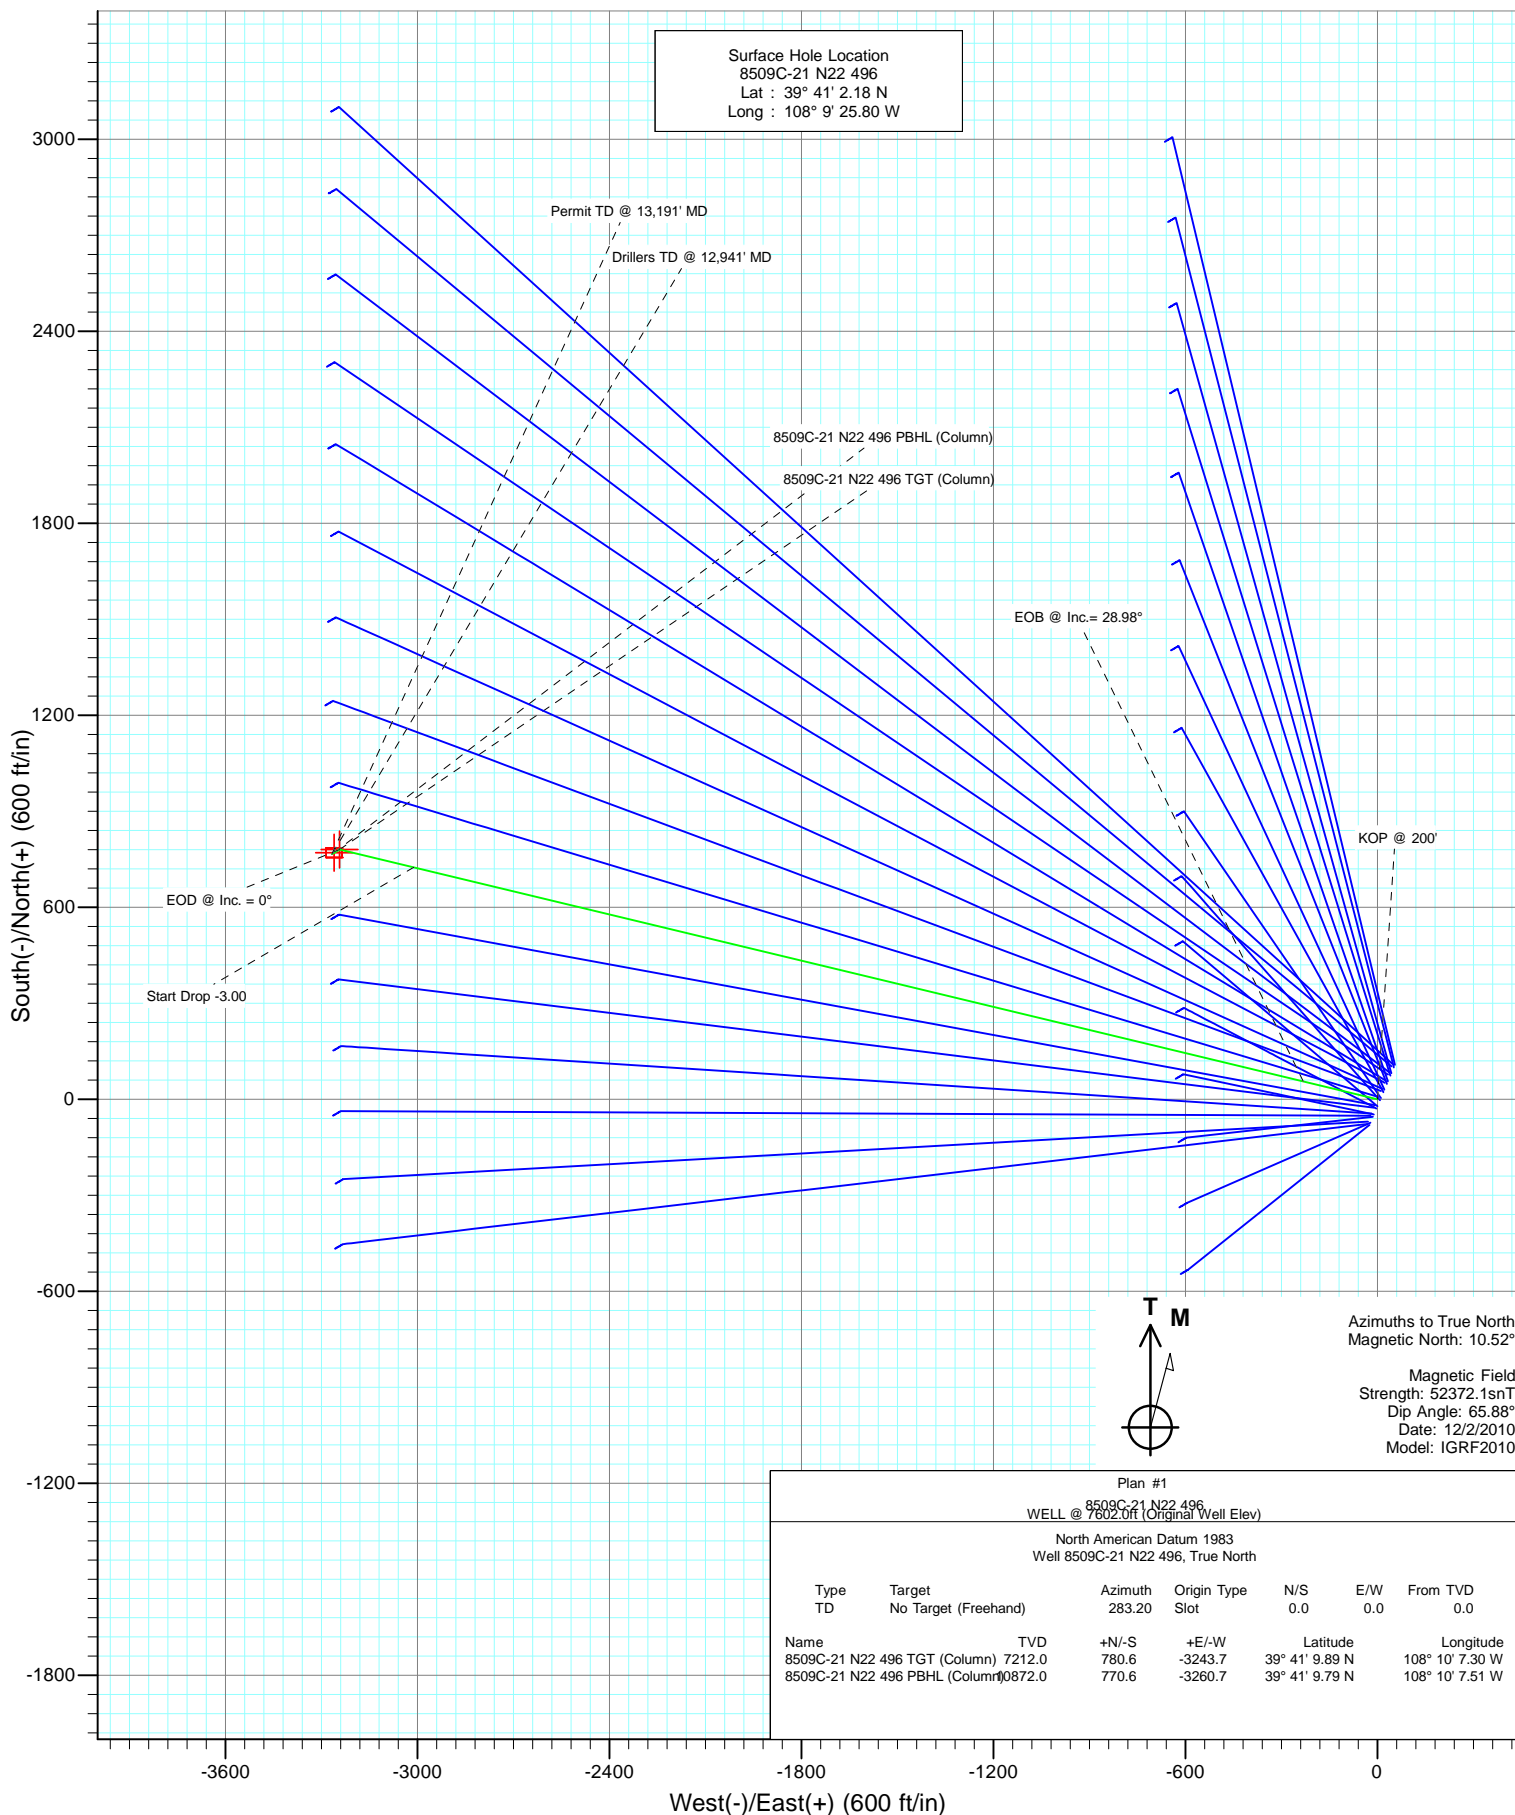 Surface Hole Location
8509C-21 N22 496
Lat : 39° 41' 2.18 N
Long : 108° 9' 25.80 W
3000
2400
1800
1200
600
0
-600
-1200
-1800
South(-)/North(+) (600 ft/in)
Permit TD @ 13,191' MD
Drillers TD @ 12,941' MD
8509C-21 N22 496 PBHL (Column)
8509C-21 N22 496 TGT (Column)
EOB @ Inc.= 28.98°
KOP @ 200'
EOD @ Inc. = 0°
Start Drop -3.00
T M
Azimuths to True North
Magnetic North: 10.52°
Magnetic Field
Strength: 52372.1snT
Dip Angle: 65.88°
Date: 12/2/2010
Model: IGRF2010
Plan #1
8509C-21 N22 496
WELL @ 7602.0ft (Original Well Elev)
North American Datum 1983
Well 8509C-21 N22 496, True North
Type Target Azimuth Origin Type N/S E/W From TVD
TD No Target (Freehand) 283.20 Slot 0.0 0.0 0.0
Name TVD +N/-S +E/-W Latitude Longitude
8509C-21 N22 496 TGT (Column) 7212.0 780.6 -3243.7 39° 41' 9.89 N 108° 10' 7.30 W
8509C-21 N22 496 PBHL (Column) 10872.0 770.6 -3260.7 39° 41' 9.79 N 108° 10' 7.51 W
-3600 -3000 -2400 -1800 -1200 -600 0
West(-)/East(+) (600 ft/in)